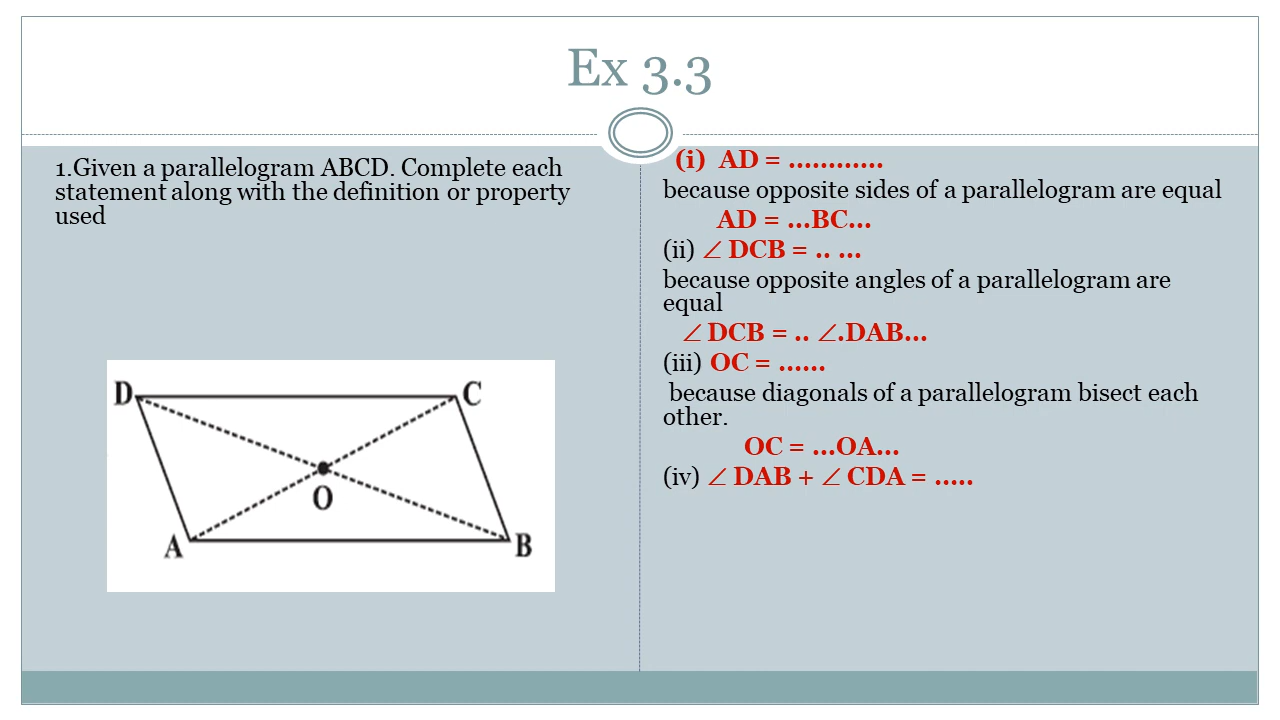 Ex 3.3
1.Given a parallelogram ABCD. Complete each
statement along with the definition or property
used
D
C
O
A
B
(i) AD = …………
because opposite sides of a parallelogram are equal
AD = …BC…
(ii) ∠ DCB = .. …
because opposite angles of a parallelogram are
equal
∠ DCB = .. ∠.DAB…
(iii) OC = ……
because diagonals of a parallelogram bisect each
other.
OC = …OA…
(iv) ∠ DAB + ∠ CDA = …..